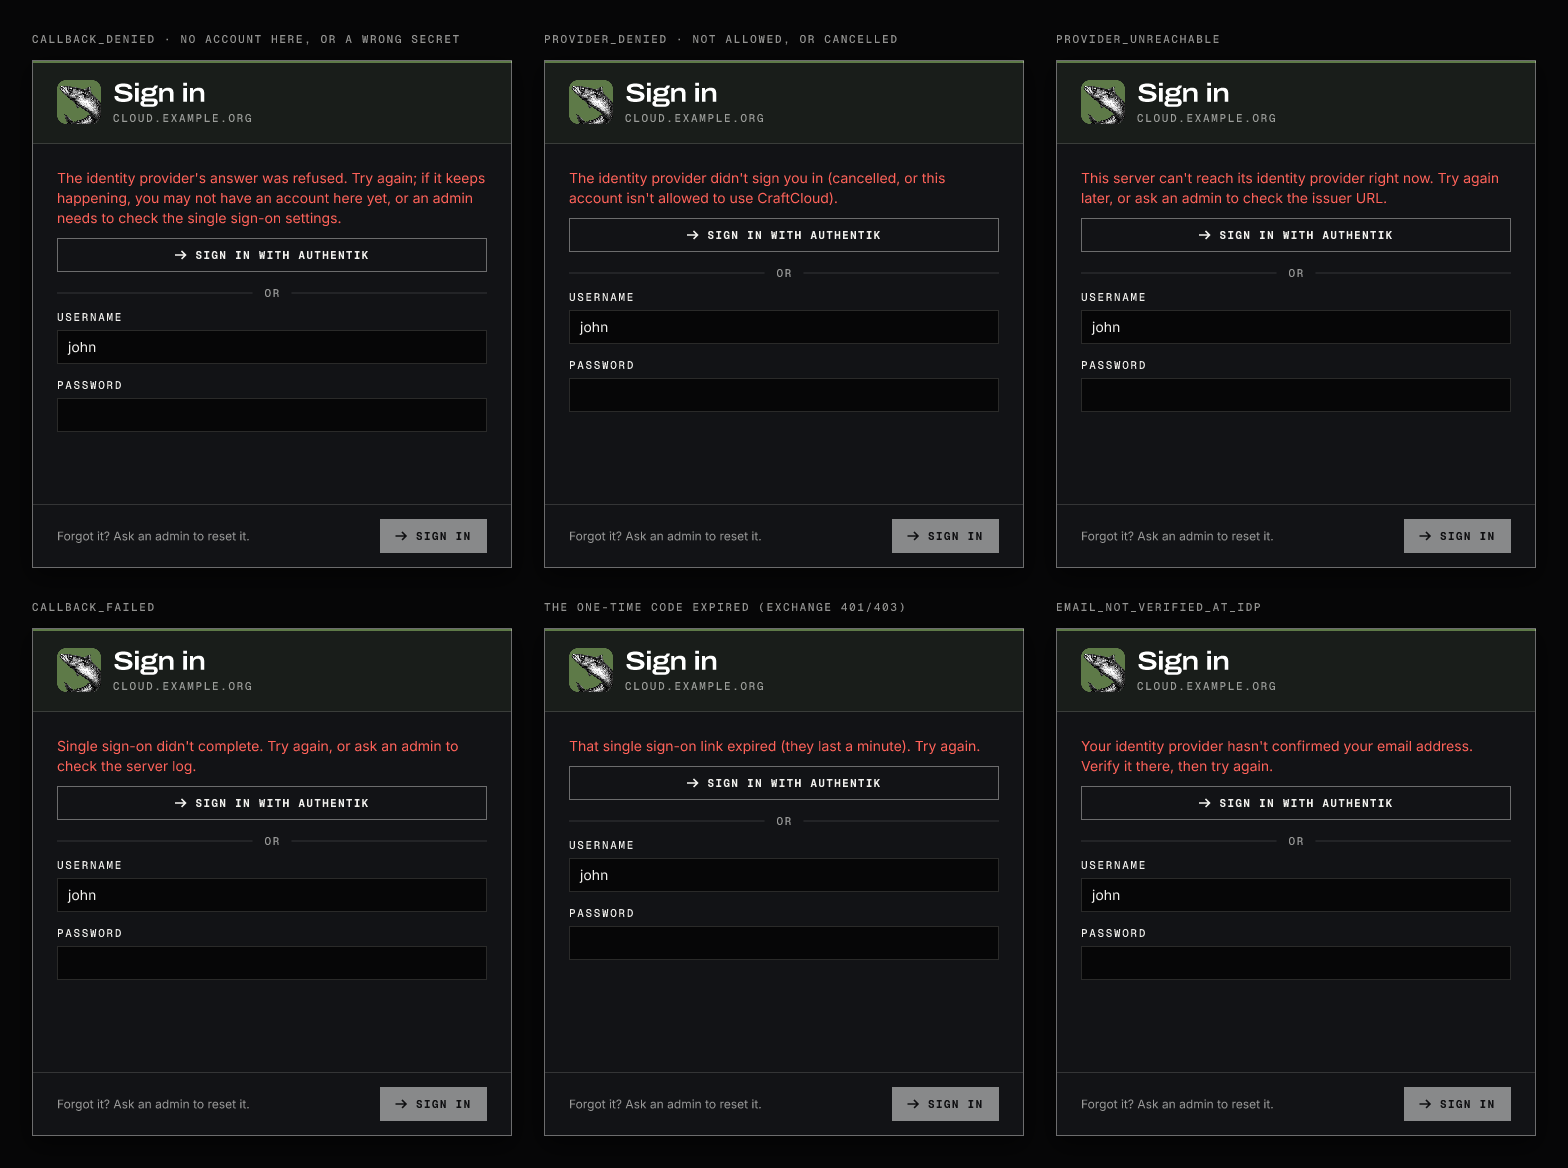 CALLBACK_DENIED · NO ACCOUNT HERE, OR A WRONG SECRET
Sign in
CLOUD.EXAMPLE.ORG
The identity provider's answer was refused. Try again; if it keeps
happening, you may not have an account here yet, or an admin
needs to check the single sign-on settings.
→ SIGN IN WITH AUTHENTIK
OR
USERNAME
john
PASSWORD
Forgot it? Ask an admin to reset it.
→ SIGN IN
PROVIDER_DENIED · NOT ALLOWED, OR CANCELLED
Sign in
CLOUD.EXAMPLE.ORG
The identity provider didn't sign you in (cancelled, or this
account isn't allowed to use CraftCloud).
→ SIGN IN WITH AUTHENTIK
OR
USERNAME
john
PASSWORD
Forgot it? Ask an admin to reset it.
→ SIGN IN
PROVIDER_UNREACHABLE
Sign in
CLOUD.EXAMPLE.ORG
This server can't reach its identity provider right now. Try again
later, or ask an admin to check the issuer URL.
→ SIGN IN WITH AUTHENTIK
OR
USERNAME
john
PASSWORD
Forgot it? Ask an admin to reset it.
→ SIGN IN
CALLBACK_FAILED
Sign in
CLOUD.EXAMPLE.ORG
Single sign-on didn't complete. Try again, or ask an admin to
check the server log.
→ SIGN IN WITH AUTHENTIK
OR
USERNAME
john
PASSWORD
Forgot it? Ask an admin to reset it.
→ SIGN IN
THE ONE-TIME CODE EXPIRED (EXCHANGE 401/403)
Sign in
CLOUD.EXAMPLE.ORG
That single sign-on link expired (they last a minute). Try again.
→ SIGN IN WITH AUTHENTIK
OR
USERNAME
john
PASSWORD
Forgot it? Ask an admin to reset it.
→ SIGN IN
EMAIL_NOT_VERIFIED_AT_IDP
Sign in
CLOUD.EXAMPLE.ORG
Your identity provider hasn't confirmed your email address.
Verify it there, then try again.
→ SIGN IN WITH AUTHENTIK
OR
USERNAME
john
PASSWORD
Forgot it? Ask an admin to reset it.
→ SIGN IN